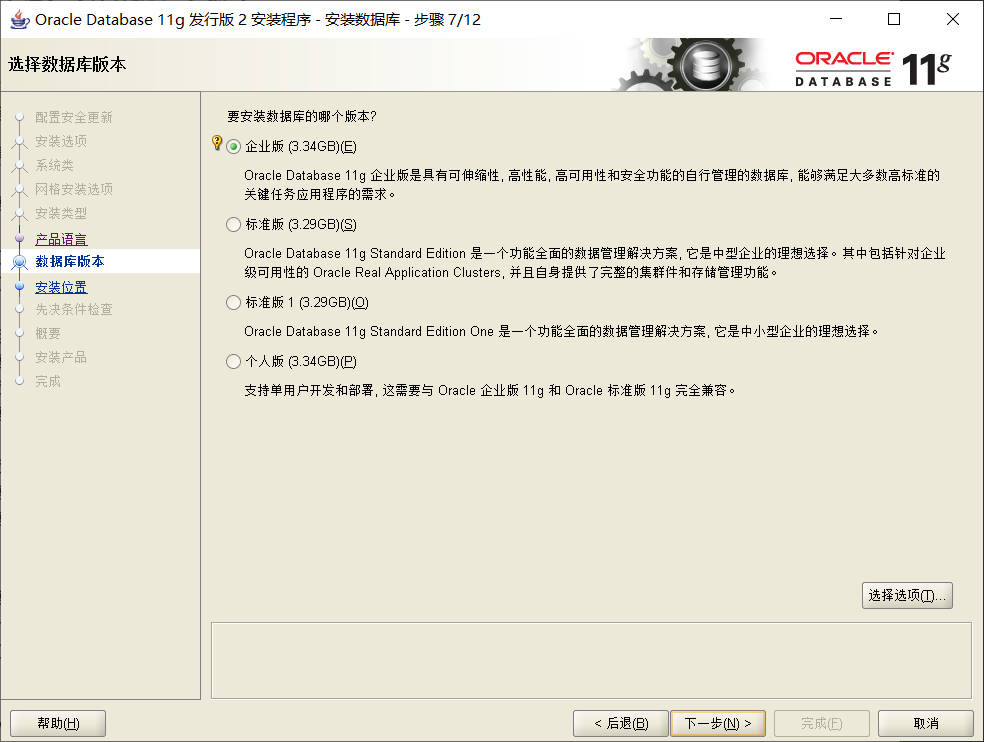 Oracle Database 11g 发行版 2 安装程序 - 安装数据库 - 步骤 7/12
选择数据库版本
ORACLE
DATABASE 11g
配置安全更新
安装选项
系统类
网格安装选项
安装类型
产品语言
数据库版本
安装位置
先决条件检查
概要
安装产品
完成
要安装数据库的哪个版本?
企业版 (3.34GB)(E)
Oracle Database 11g 企业版是具有可伸缩性, 高性能, 高可用性和安全功能的自行管理的数据库, 能够满足大多数高标准的
关键任务应用程序的需求。
标准版 (3.29GB)(S)
Oracle Database 11g Standard Edition 是一个功能全面的数据管理解决方案, 它是中型企业的理想选择。其中包括针对企业
级可用性的 Oracle Real Application Clusters, 并且自身提供了完整的集群件和存储管理功能。
标准版 1 (3.29GB)(O)
Oracle Database 11g Standard Edition One 是一个功能全面的数据管理解决方案, 它是中小型企业的理想选择。
个人版 (3.34GB)(P)
支持单用户开发和部署, 这需要与 Oracle 企业版 11g 和 Oracle 标准版 11g 完全兼容。
选择选项(T)...
帮助(H)
< 后退(B)
下一步(N) >
完成(F)
取消